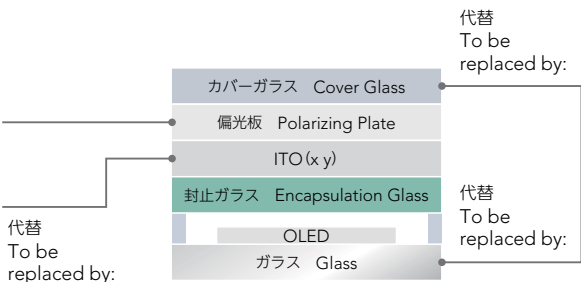 代替
To be
replaced by:
カバーガラス Cover Glass
偏光板 Polarizing Plate
ITO(x y)
封止ガラス Encapsulation Glass
代替
To be
replaced by:
OLED
ガラス Glass
代替
To be
replaced by: